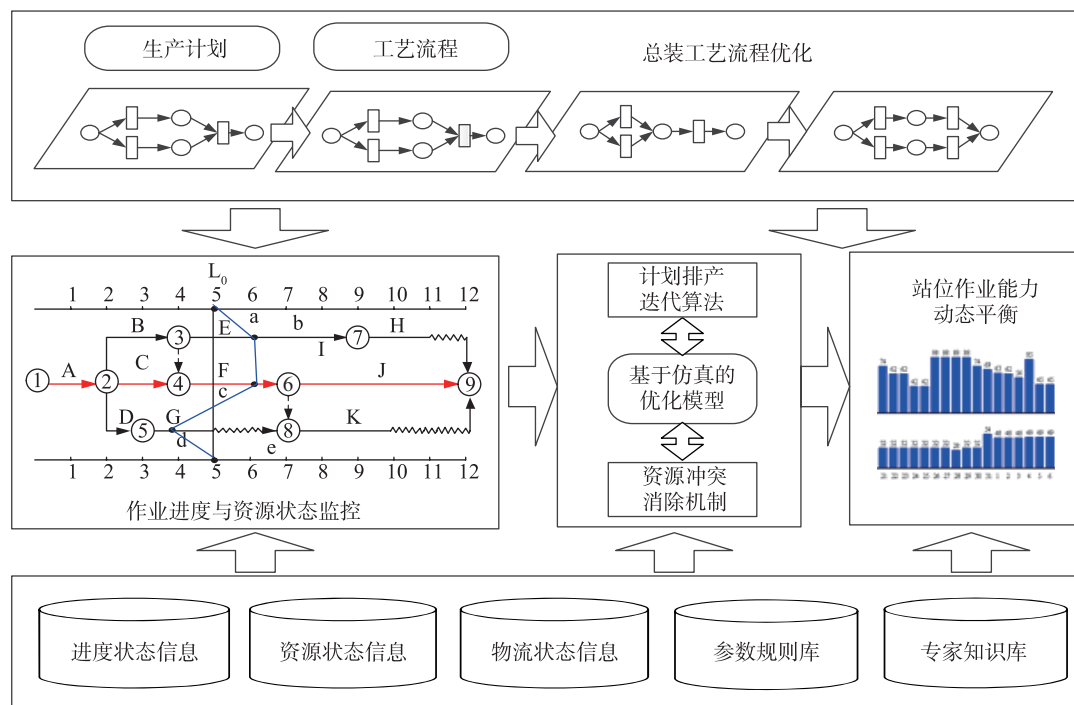 生产计划
工艺流程
总装工艺流程优化
L0
1 2 3 4 5 6 7 8 9 10 11 12
B
E
a
b
H
③
⑦
I
A
C
F
J
①
②
④
c
⑥
⑨
D
G
K
⑤
d
⑧
e
1 2 3 4 5 6 7 8 9 10 11 12
作业进度与资源状态监控
计划排产
迭代算法
基于仿真的
优化模型
资源冲突
消除机制
站位作业能力
动态平衡
进度状态信息
资源状态信息
物流状态信息
参数规则库
专家知识库